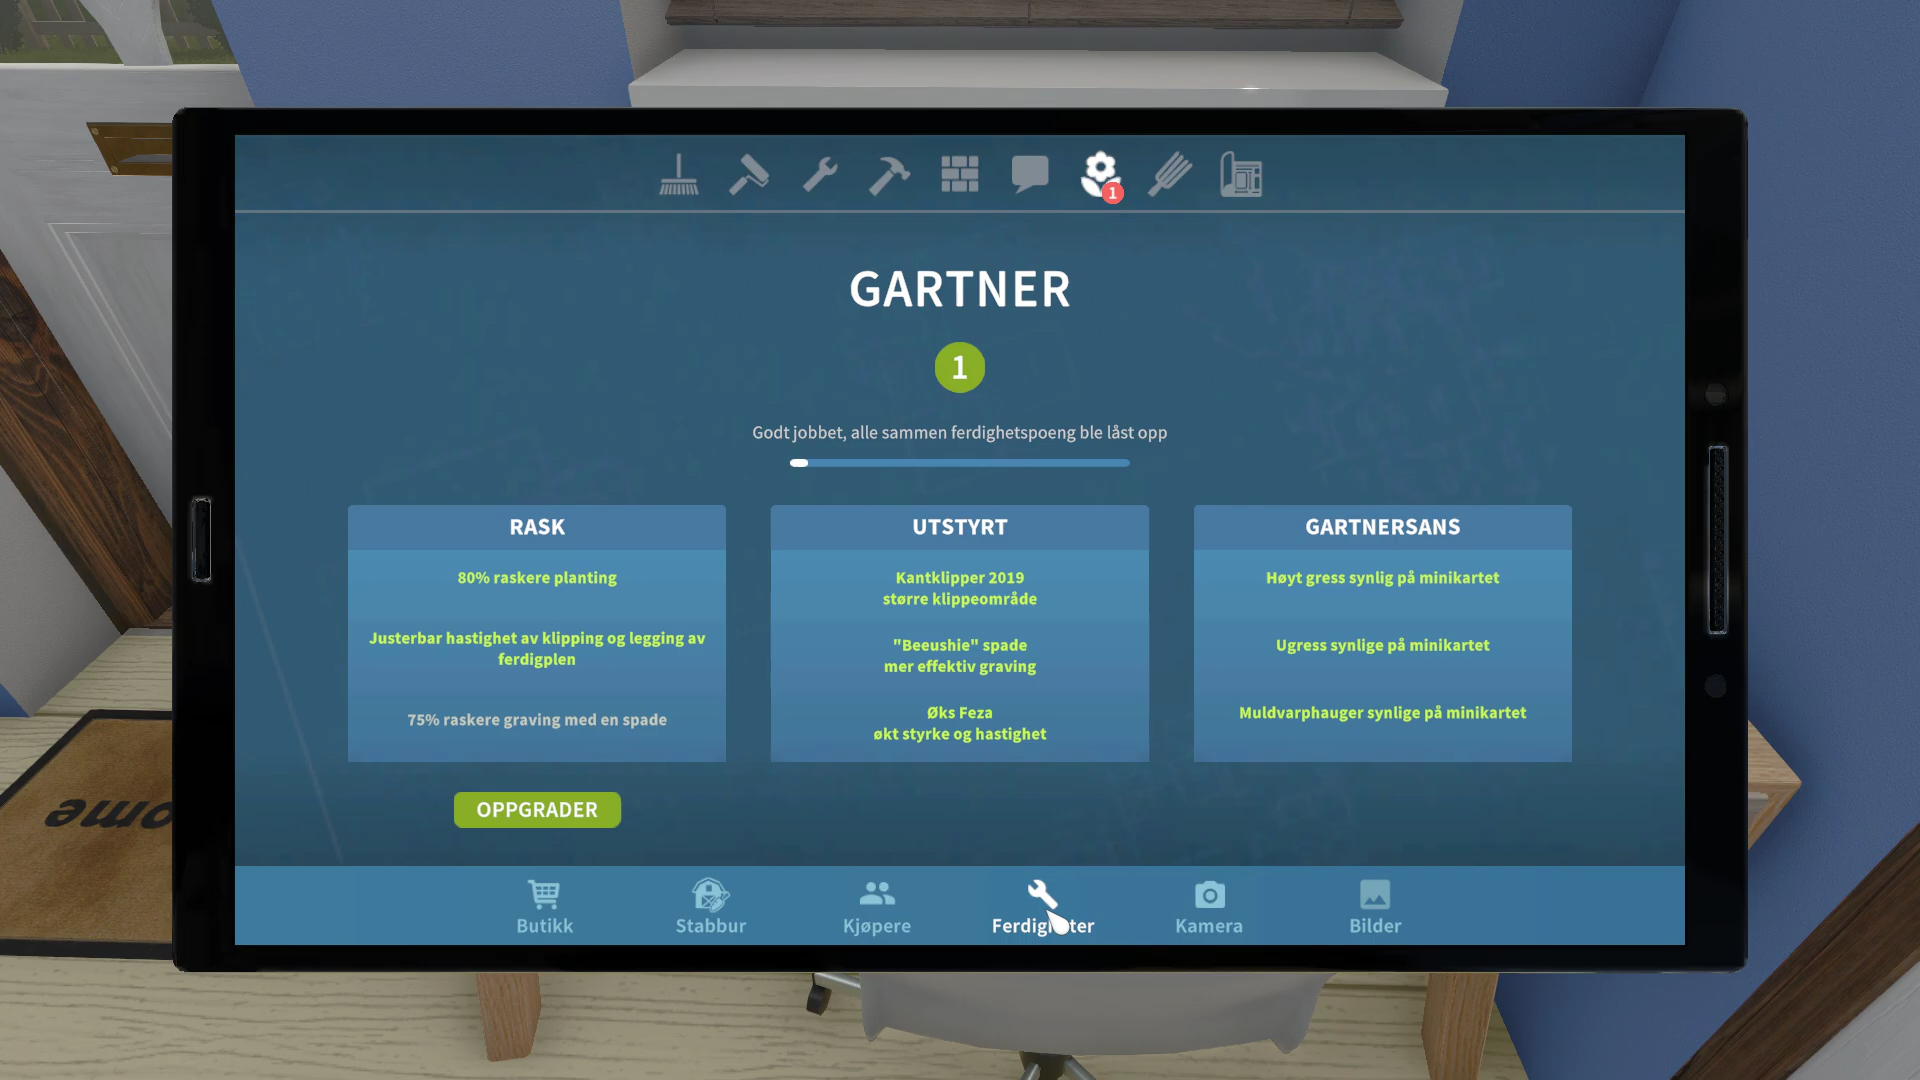 1
GARTNER
1
Godt jobbet, alle sammen ferdighetspoeng ble låst opp
RASK
80% raskere planting
Justerbar hastighet av klipping og legging av
ferdigplen
75% raskere graving med en spade
UTSTYRT
Kantklipper 2019
større klippeområde
"Beeushie" spade
mer effektiv graving
Øks Feza
økt styrke og hastighet
GARTNERSANS
Høyt gress synlig på minikartet
Ugress synlige på minikartet
Muldvarphauger synlige på minikartet
OPPGRADER
ome
Butikk
Stabbur
Kjøpere
Ferdigheter
Kamera
Bilder